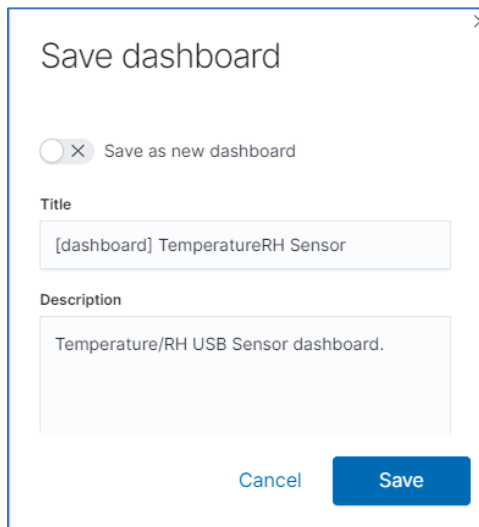 Save dashboard
Save as new dashboard
Title
[dashboard] TemperatureRH Sensor
Description
Temperature/RH USB Sensor dashboard.
Cancel
Save